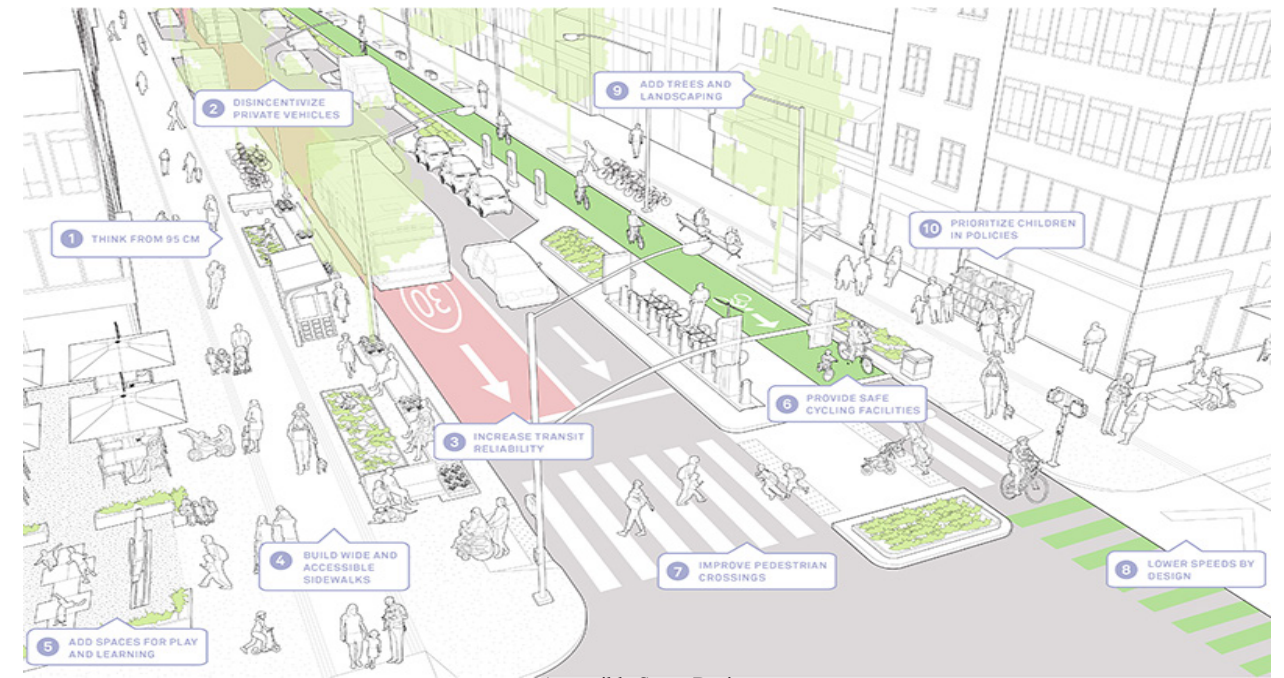 9 ADD TREES AND
LANDSCAPING
2 DISINCENTIVIZE
PRIVATE VEHICLES
1 THINK FROM 95 CM
10 PRIORITIZE CHILDREN
IN POLICIES
30
6 PROVIDE SAFE
CYCLING FACILITIES
3 INCREASE TRANSIT
RELIABILITY
4 BUILD WIDE AND
ACCESSIBLE
SIDEWALKS
7 IMPROVE PEDESTRIAN
CROSSINGS
8 LOWER SPEEDS BY
DESIGN
5 ADD SPACES FOR PLAY
AND LEARNING